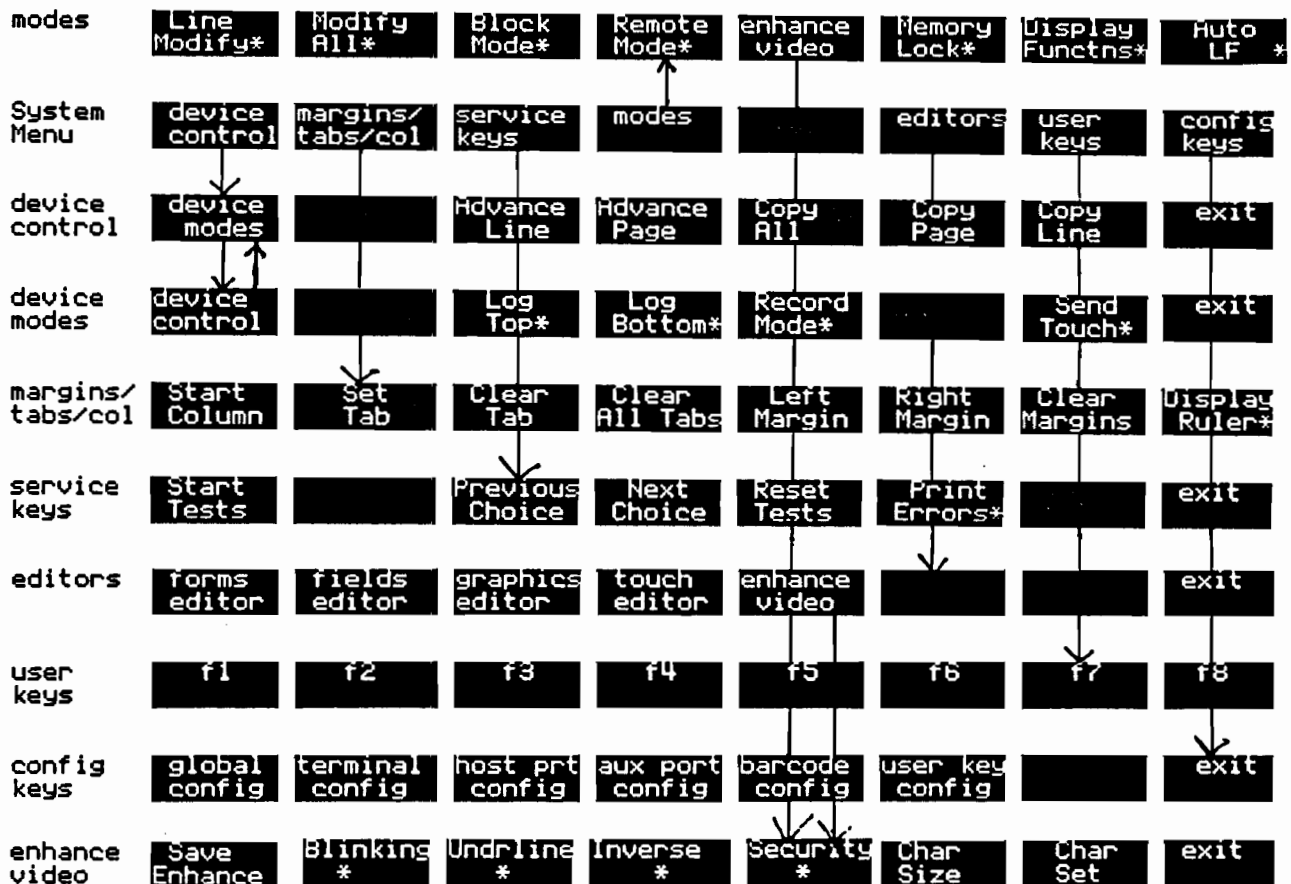 modes Line Modify All Block Remote enhance Memory Display Auto
Modify* All* Mode* Mode* video Lock* Functns* LF *
System device margins/ service modes editors user config
Menu control tabs/col keys keys keys
device device Advance Advance Copy Copy Copy exit
control modes Line Page All Page Line
device device Log Log Record Send exit
modes control Top* Bottom* Mode* Touch*
margins/ Start Set Clear Clear Left Right Clear Display
tabs/col Column Tab Tab All Tabs Margin Margin Margins Ruler*
service Start Previous Next Reset Print exit
keys Tests Choice Choice Tests Errors*
editors forms fields graphics touch enhance exit
editor editor editor editor video
user f1 f2 f3 f4 f5 f6 f7 f8
keys
config global terminal host prt aux port barcode user key exit
keys config config config config config config
enhance Save Blinking Undrline Inverse Security Char Char exit
video Enhance * * * * Size Set